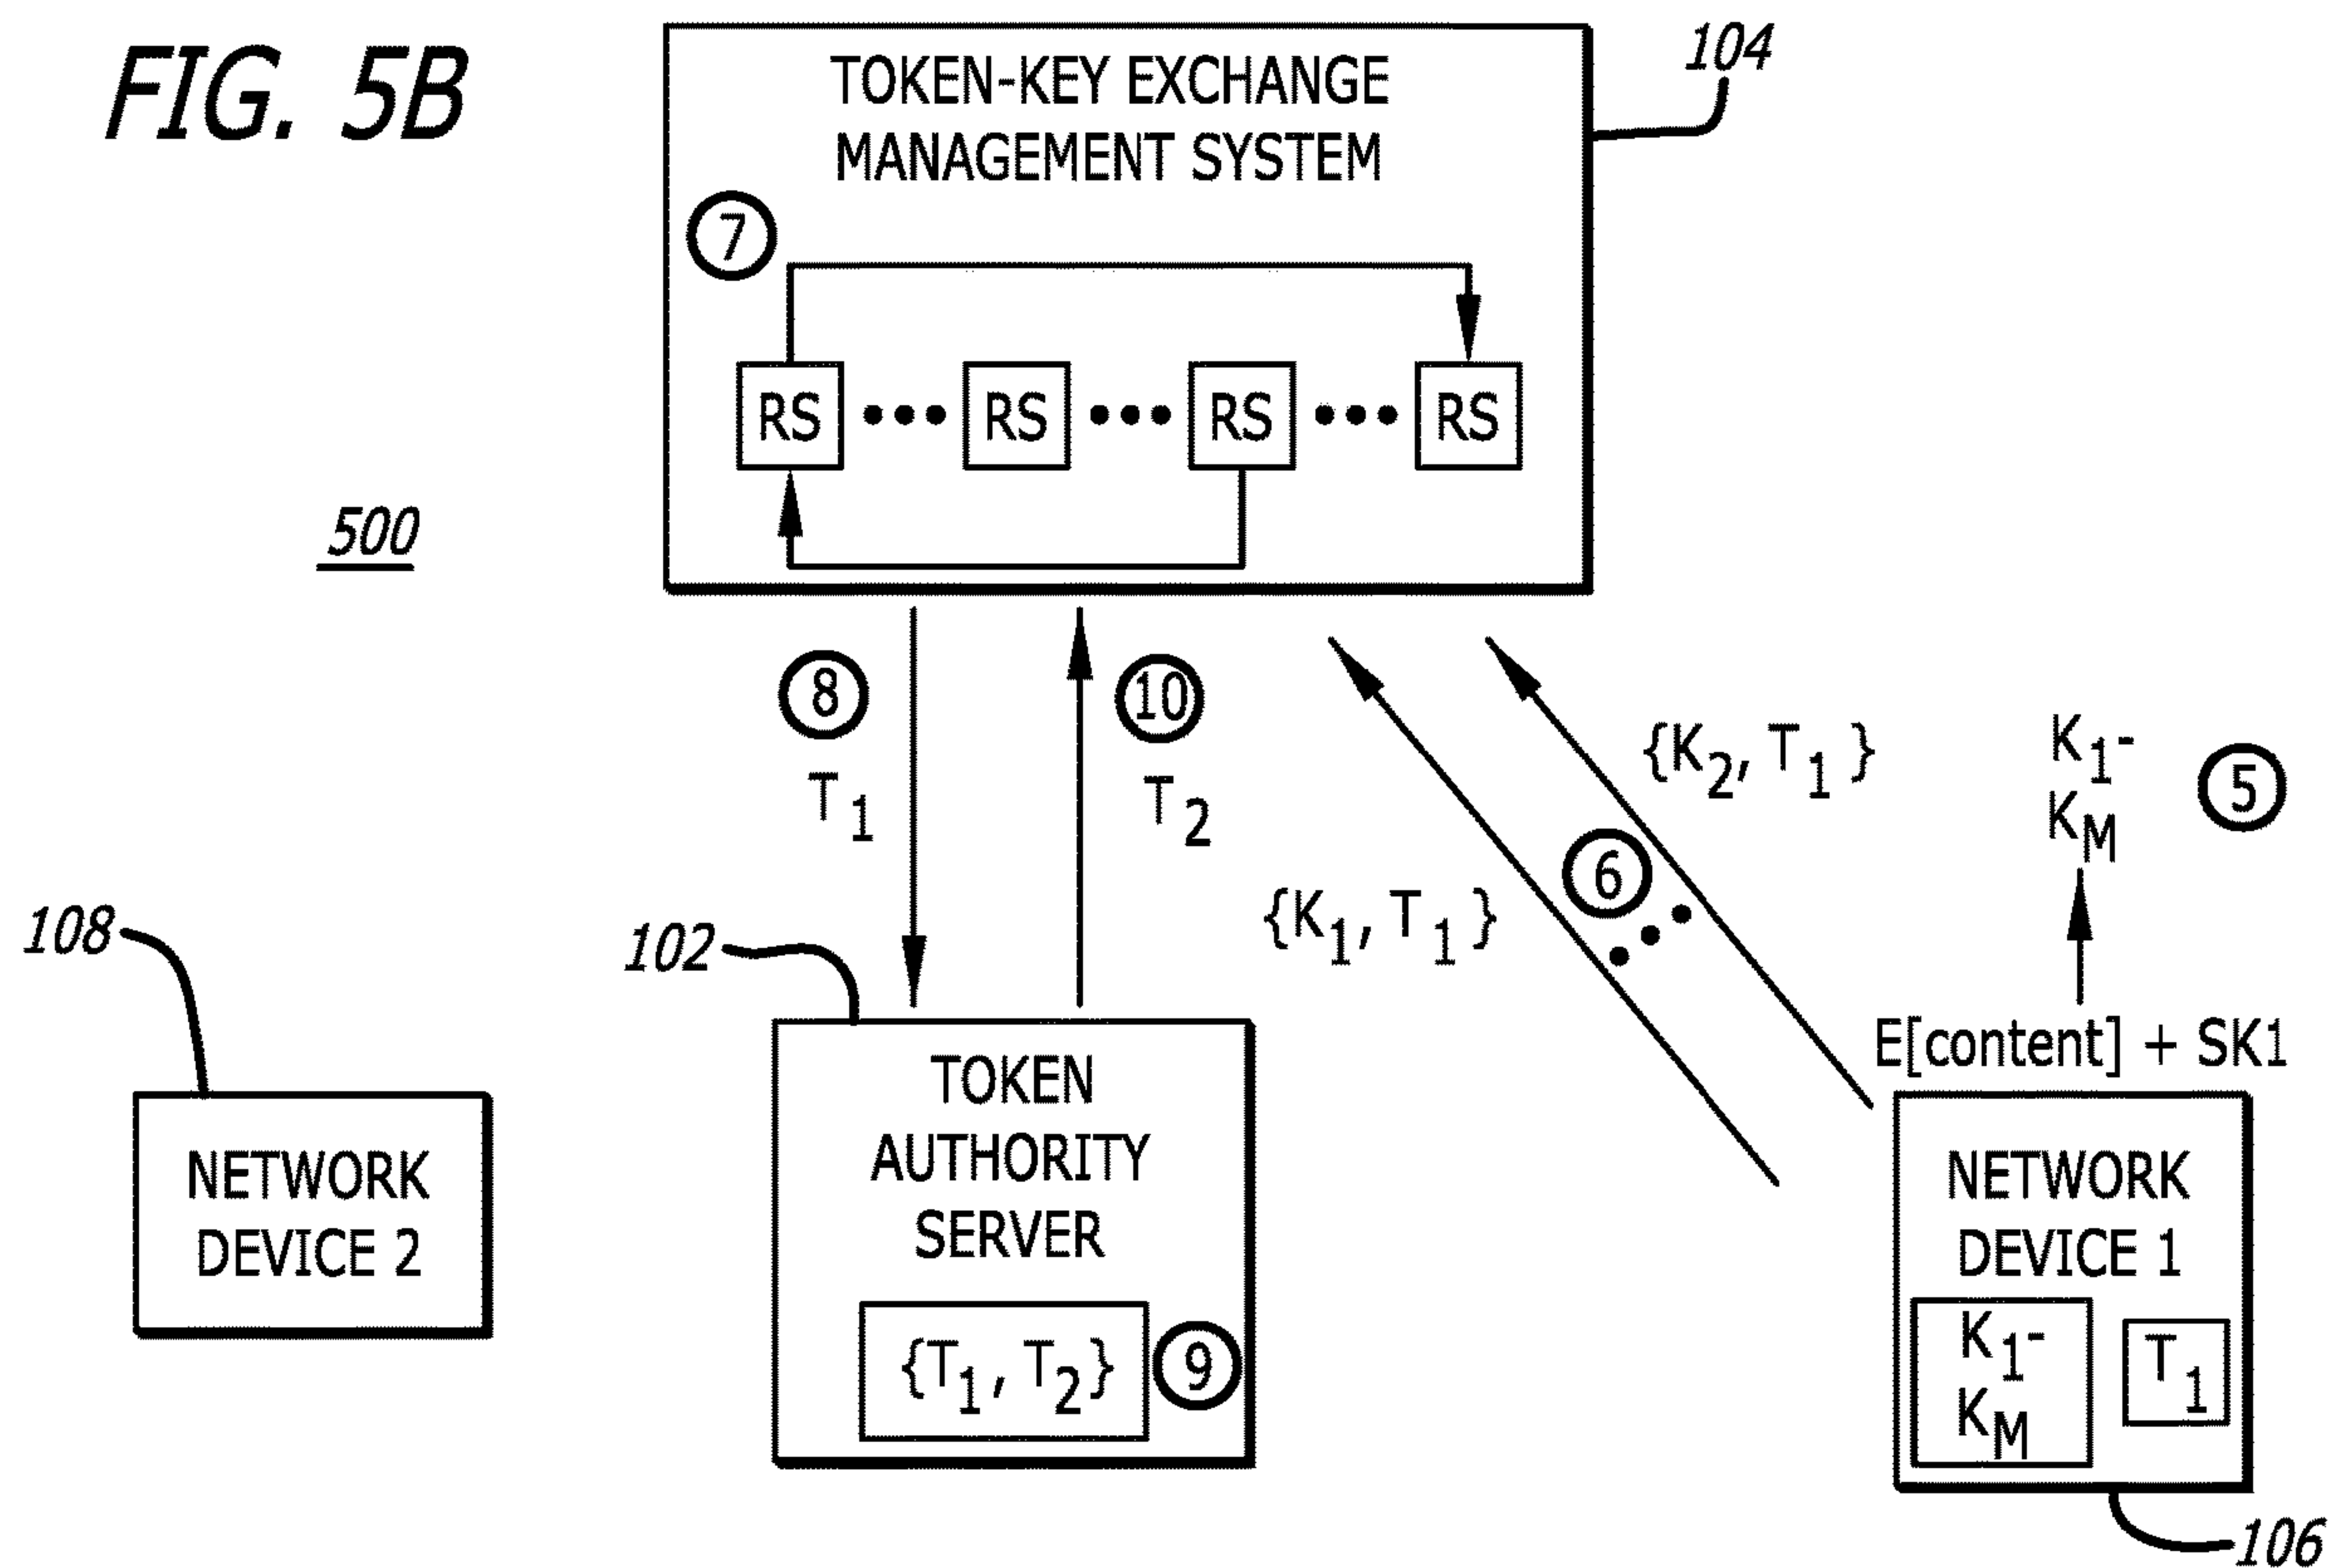 FIG. 5B
104
TOKEN-KEY EXCHANGE
MANAGEMENT SYSTEM
7
RS ••• RS ••• RS ••• RS
500
8
10
T1
T2
{K2, T1}
K1-
KM
5
6
{K1, T1}
•••
108
102
E[content] + SK1
TOKEN
AUTHORITY
SERVER
{T1, T2}
9
NETWORK
DEVICE 2
NETWORK
DEVICE 1
K1-
KM
T1
106